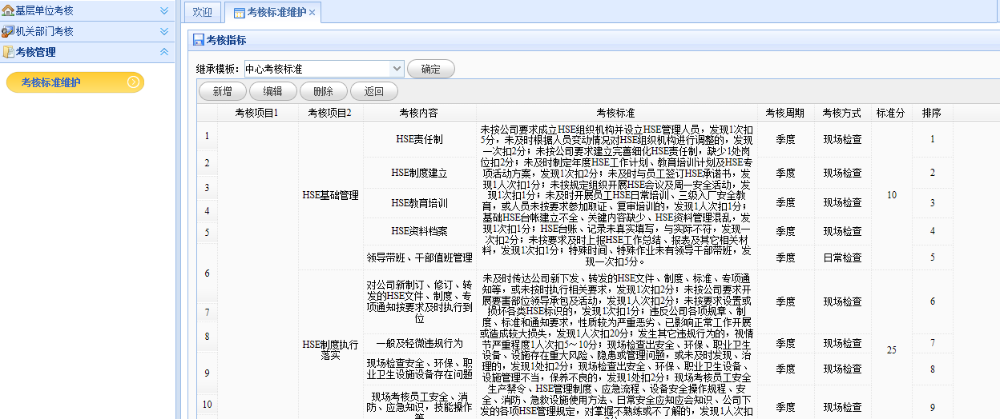 基层单位考核
机关部门考核
考核管理
考核标准维护
欢迎
考核标准维护
考核指标
继承模板：
中心考核标准
确定
新增
编辑
删除
返回
考核项目1
考核项目2
考核内容
考核标准
考核周期
考核方式
标准分
排序
1
2
3
4
5
6
7
8
9
10
HSE基础管理
HSE责任制
HSE制度建立
HSE教育培训
HSE资料档案
领导带班、干部值班管理
未按公司要求成立HSE组织机构并设立HSE管理人员，发现1次扣
5分，未及时根据人员变动情况对HSE组织机构进行调整的，发现
一次扣2分；未按公司要求建立完善细化HSE责任制，缺少1处岗
位扣2分；未及时制定年度HSE工作计划、教育培训计划及HSE专
项活动方案，发现1次扣2分；未及时与员工签订HSE承诺书，发
现1人次扣1分；未按规定组织开展HSE会议及周一安全活动，发
现1次扣1分；未及时开展员工HSE日常培训、三级入厂安全教
育，或人员未按要求参加取证、复审培训的，发现1人次扣1分；
基础HSE台帐建立不全、关键内容缺少、HSE资料管理混乱，发
现1次扣1分；HSE台账、记录未真实填写，与实际不符，发现一
次扣2分；未按要求及时上报HSE工作总结、报表及其它相关材
料，发现1次扣1分；特殊时间、特殊作业未有领导干部带班，发
现一次扣5分。
季度
现场检查
1
季度
现场检查
2
季度
现场检查
3
季度
现场检查
4
季度
日常检查
5
10
HSE制度执行
落实
对公司新制订、修订、转
发的HSE文件、制度、专
项通知按要求及时执行到
位
一般及轻微违规行为
现场检查安全、环保、职
业卫生设施设备存在问题
现场考核员工安全、消
防、应急知识，技能操作
等
未及时传达公司新下发、转发的HSE文件、制度、标准、专项通
知等，或未按时执行相关要求，发现1次扣2分；未按公司要求开
展要害部位领导承包及活动，发现1人次扣2分；未按要求设置或
损坏各类HSE标识的，发现1次扣1分；违反公司各项规章、制
度、标准和通知要求，性质较为严重恶劣、已影响正常工作开展
或造成较大损失，发现1人次扣20分；发生其它违规行为的，视情
节严重程度1人次扣5～10分；现场检查出安全、环保、职业卫生
设备、设施存在重大风险、隐患或管理问题，或未及时发现、治
理的，发现1处扣2分；现场检查出安全、环保、职业卫生设备、
设施管理不当，保养不良的，发现1处扣2分；现场考核员工安全
生产禁令、HSE管理制度、应急流程、设备安全操作规程、安
全、消防、急救设施使用方法、日常安全应知应会知识、公司下
发的各项HSE管理规定，对掌握不熟练或不了解的，发现1人次扣
季度
现场检查
6
季度
现场检查
7
季度
现场检查
8
季度
现场检查
9
25